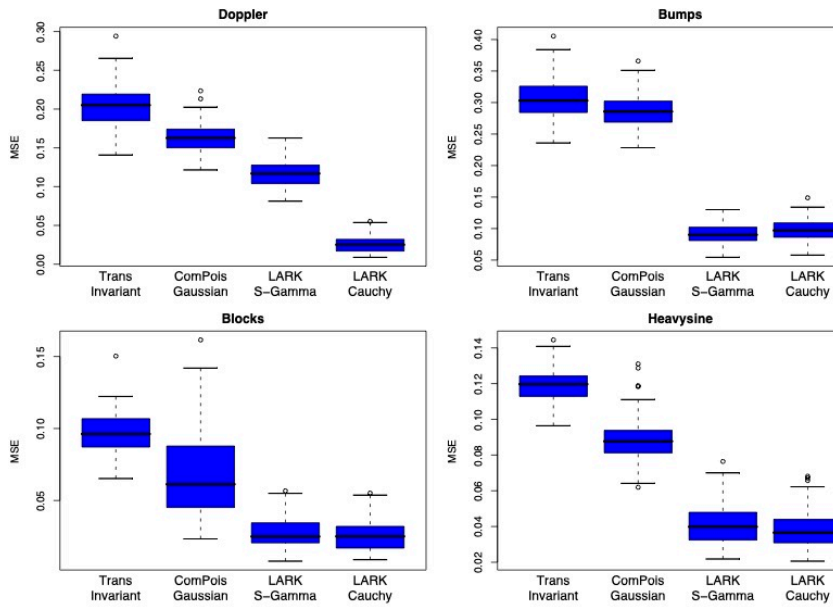 Doppler
MSE
0.30
0.25
0.20
0.15
0.10
0.05
0.00
Trans Invariant
ComPois Gaussian
LARK S-Gamma
LARK Cauchy
Bumps
MSE
0.40
0.35
0.30
0.25
0.20
0.15
0.10
0.05
Trans Invariant
ComPois Gaussian
LARK S-Gamma
LARK Cauchy
Blocks
MSE
0.15
0.10
0.05
Trans Invariant
ComPois Gaussian
LARK S-Gamma
LARK Cauchy
Heavysine
MSE
0.14
0.12
0.10
0.08
0.06
0.04
0.02
Trans Invariant
ComPois Gaussian
LARK S-Gamma
LARK Cauchy